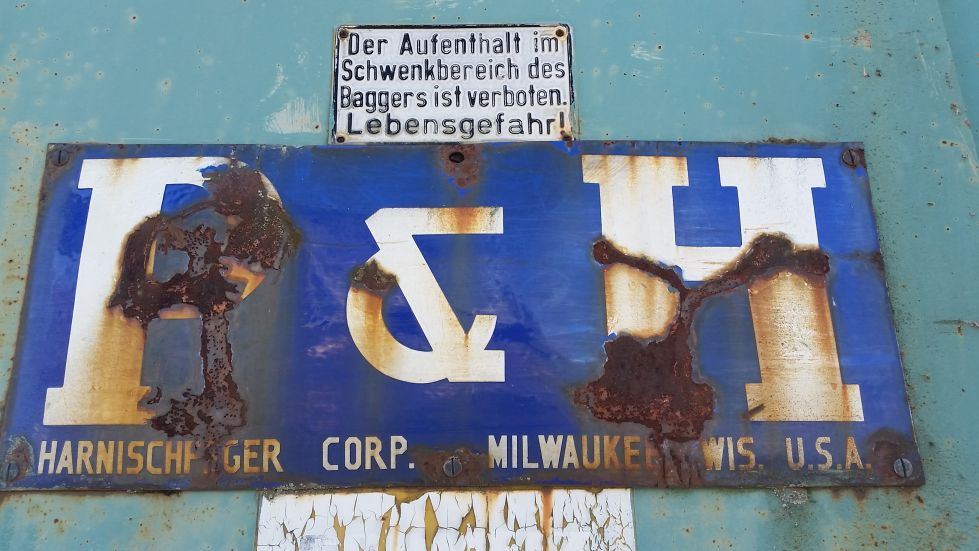 Der Aufenthalt im
Schwenkbereich des
Baggers ist verboten.
Lebensgefahr!
P & H
HARNISCHFEGER CORP. MILWAUKEE WIS. U.S.A.